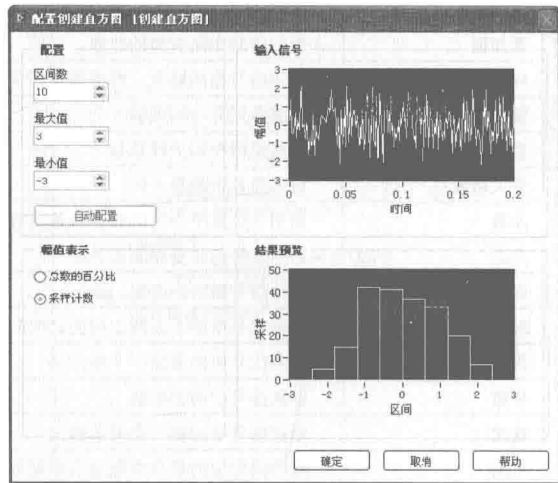 配置创建直方图 [创建直方图]
配置
区间数
10
最大值
3
最小值
-3
自动配置
幅值表示
总数的百分比
采样计数
输入信号
幅值
3
2
1
0
-1
-2
-3
0 0.05 0.1 0.15 0.2
时间
结果预览
采样
50
40
30
20
10
0
-3 -2 -1 0 1 2 3
区间
确定 取消 帮助